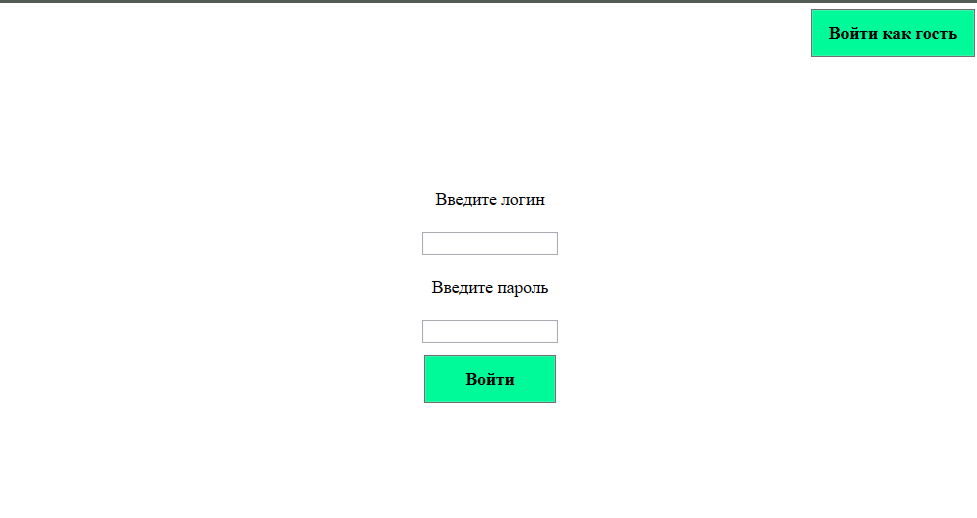 Войти как гость
Введите логин
Введите пароль
Войти